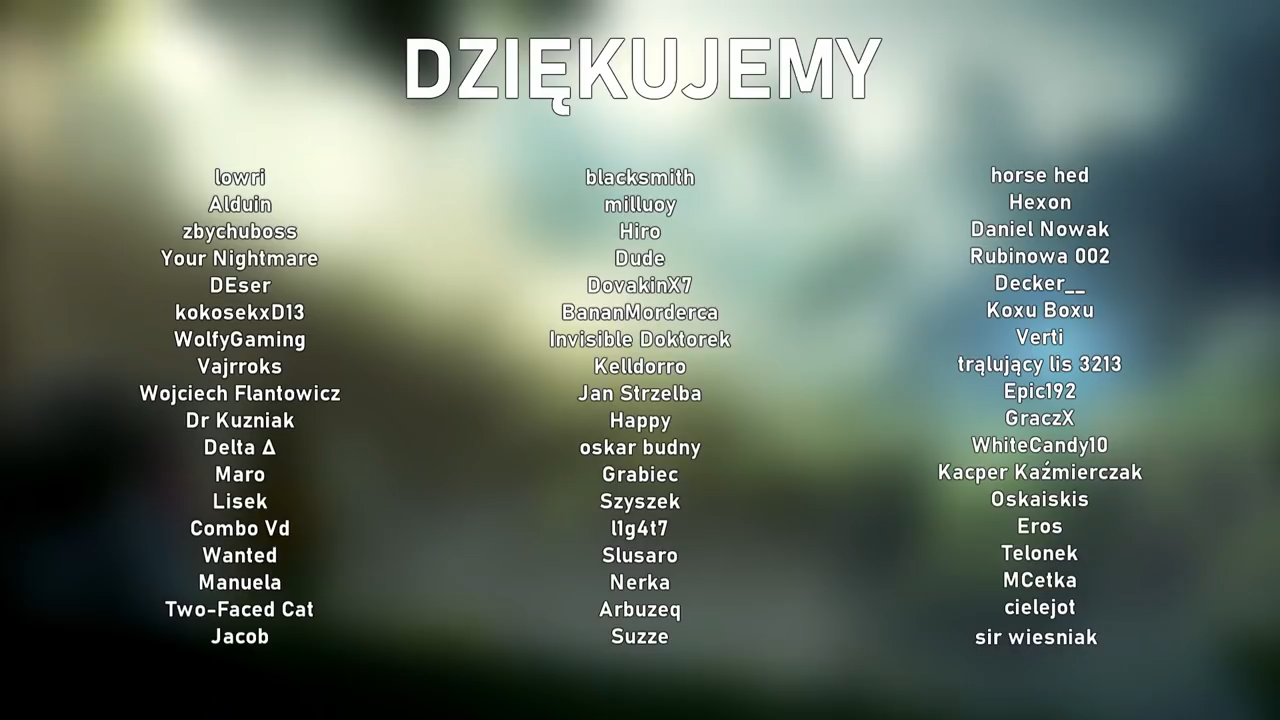 DZIĘKUJEMY
lowri
Alduin
zbychuboss
Your Nightmare
DEser
kokosekxD13
WolfyGaming
Vajrroks
Wojciech Flantowicz
Dr Kuzniak
Delta Δ
Maro
Lisek
Combo Vd
Wanted
Manuela
Two-Faced Cat
Jacob
blacksmith
milluoy
Hiro
Dude
DovakinX7
BananMorderca
Invisible Doktorek
Kelldorro
Jan Strzelba
Happy
oskar budny
Grabiec
Szyszek
l1g4t7
Slusaro
Nerka
Arbuzeq
Suzze
horse hed
Hexon
Daniel Nowak
Rubinowa 002
Decker__
Koxu Boxu
Verti
trąlujący lis 3213
Epic192
GraczX
WhiteCandy10
Kacper Kaźmierczak
Oskaiskis
Eros
Telonek
MCetka
cielejot
sir wiesniak